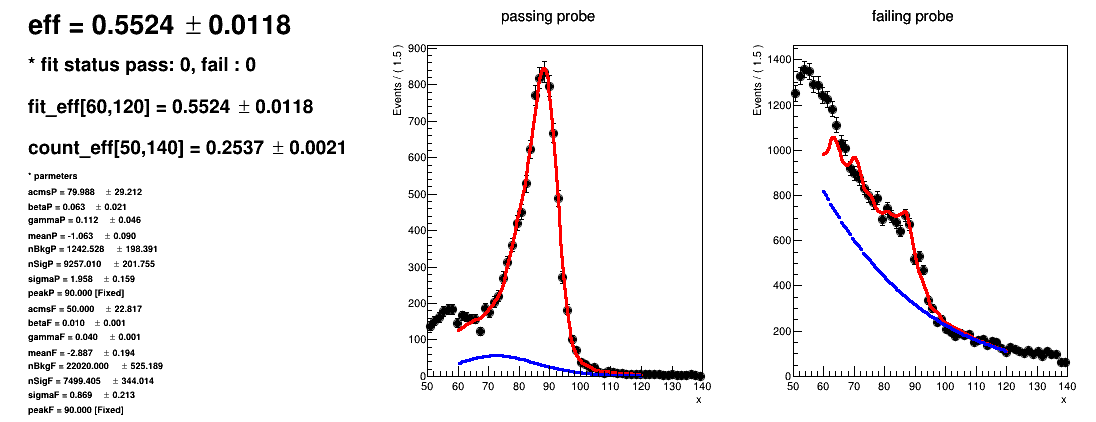 eff = 0.5524 ± 0.0118
* fit status pass: 0, fail : 0
fit_eff[60,120] = 0.5524 ± 0.0118
count_eff[50,140] = 0.2537 ± 0.0021
* parmeters
acmsP = 79.988 ± 29.212
betaP = 0.063 ± 0.021
gammaP = 0.112 ± 0.046
meanP = -1.063 ± 0.090
nBkgP = 1242.528 ± 198.391
nSigP = 9257.010 ± 201.755
sigmaP = 1.958 ± 0.159
peakP = 90.000 [Fixed]
acmsF = 50.000 ± 22.817
betaF = 0.010 ± 0.001
gammaF = 0.040 ± 0.001
meanF = -2.887 ± 0.194
nBkgF = 22020.000 ± 525.189
nSigF = 7499.405 ± 344.014
sigmaF = 0.869 ± 0.213
peakF = 90.000 [Fixed]
passing probe
Events / ( 1.5 )
900
800
700
600
500
400
300
200
100
0
50 60 70 80 90 100 110 120 130 140
x
failing probe
Events / ( 1.5 )
1400
1200
1000
800
600
400
200
0
50 60 70 80 90 100 110 120 130 140
x